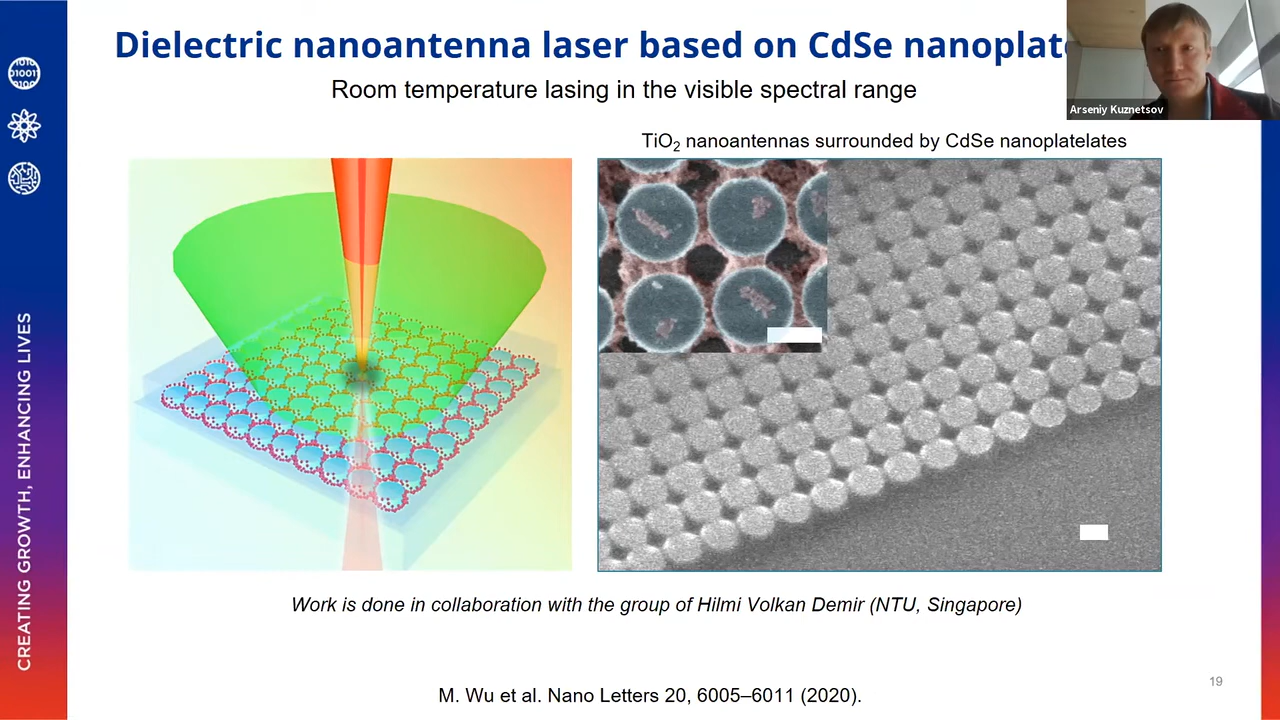 Dielectric nanoantenna laser based on CdSe
Room temperature lasing in the visible spectral range
Arseniy Kuznetsov
TiO₂ nanoantennas surrounded by CdSe nanoplatelates
CREATING GROWTH, ENHANCING LIVES
Work is done in collaboration with the group of Hilmi Volkan Demir (NTU, Singapore)
19
M. Wu et al. Nano Letters 20, 6005–6011 (2020).